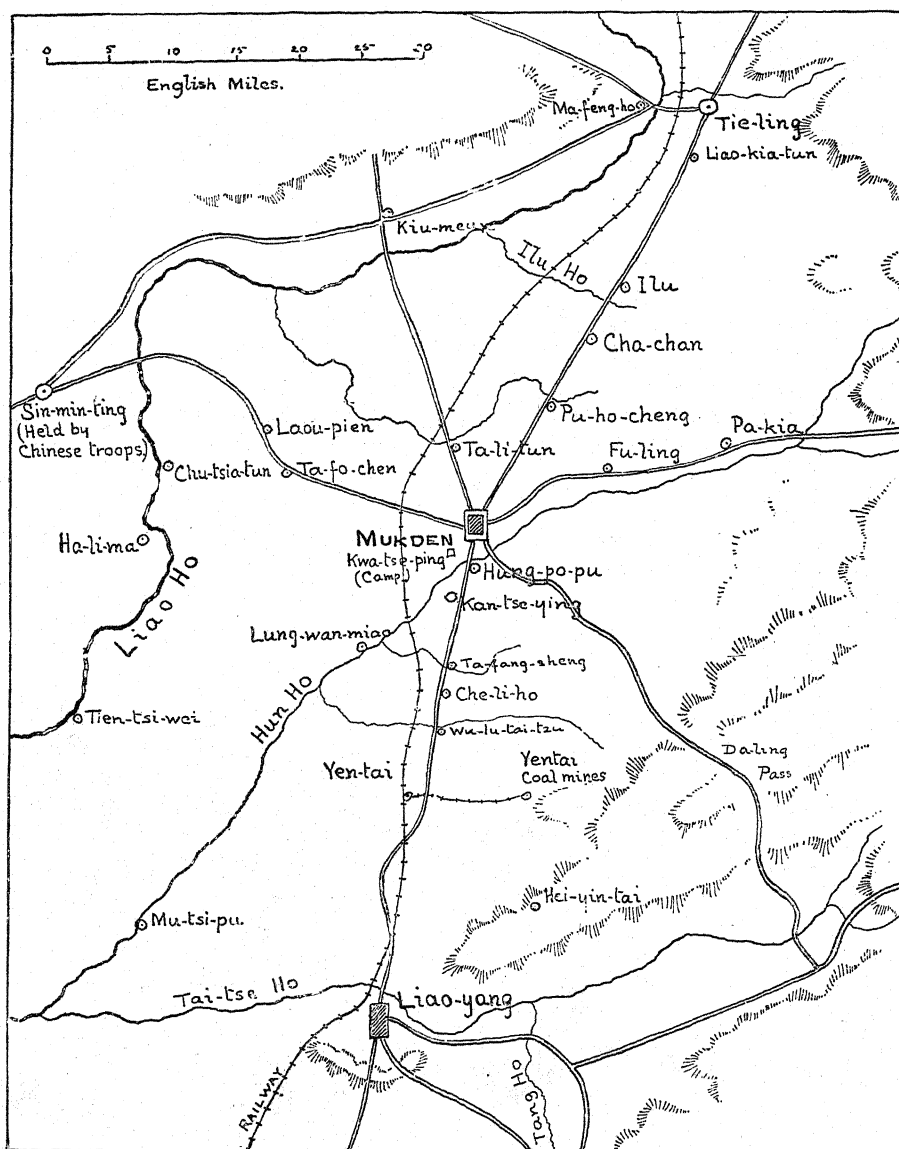 0 5 10 15 20 30
English Miles.
Ma-feng-ho
Tie-ling
Liao-kia-tun
Ilu Ho
Ilu
Cha-chan
Sin-min-ting
(Held by
Chinese troops)
Laou-pien
Pu-ho-cheng
Pa-kia
Chu-tsia-tun
Ta-fo-chen
Ta-li-tun
Fu-ling
Ha-li-ma
MUKDEN
Kwa-tse-ping
(Camp)
Hung-po-pu
Kan-tse-ying
Liao Ho
Lung-wan-miao
Ta-fang-sheng
Che-li-ho
Hun Ho
Tien-tsi-wei
Wu-lu-tai-tzu
Da-ling
Pass
Yen-tai
Yentai
Coal mines
Hei-yin-tai
Mu-tsi-pu.
Tai-tse Ho
Liao-yang
Tang Ho
RAILWAY